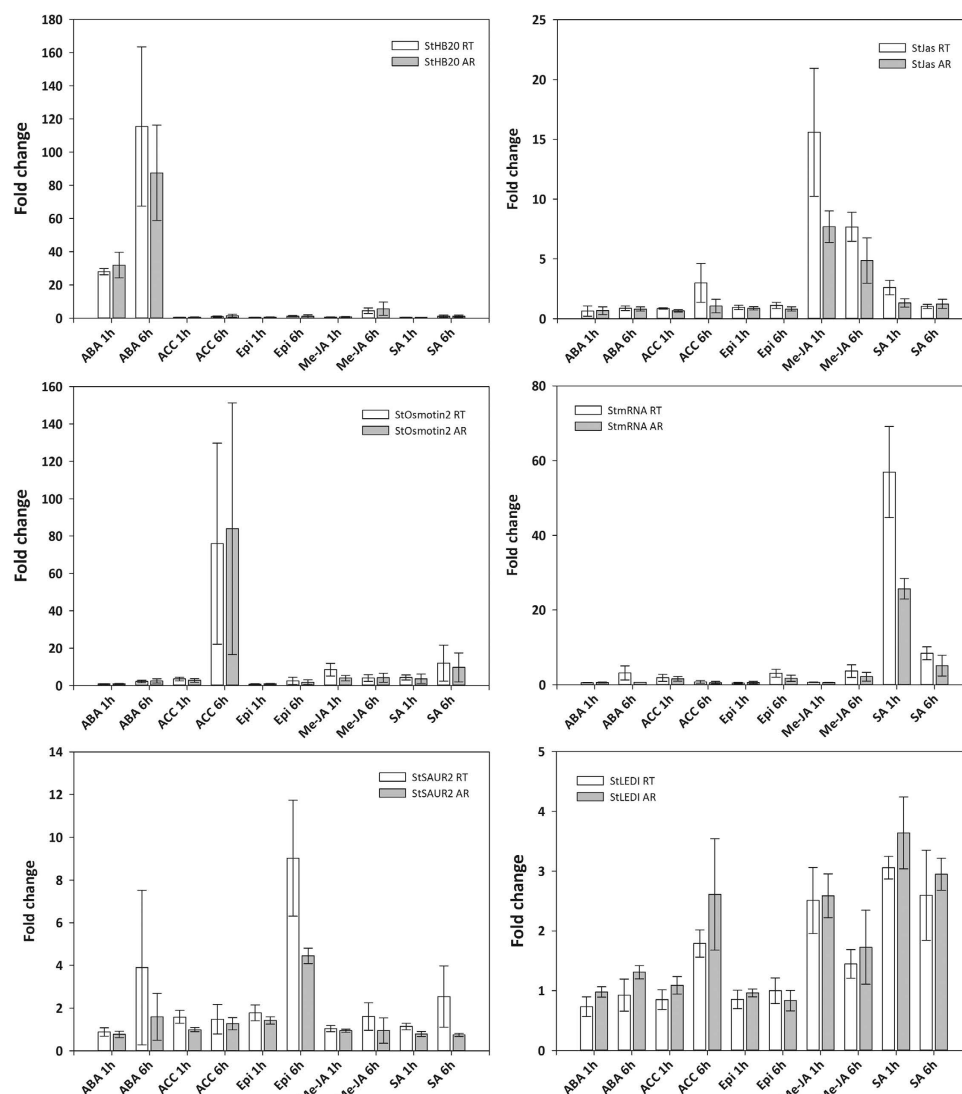 180
160
140
120
100
80
60
40
20
0
Fold change
StHB20 RT
StHB20 AR
ABA 1h
ABA 6h
ACC 1h
ACC 6h
Epi 1h
Epi 6h
Me-JA 1h
Me-JA 6h
SA 1h
SA 6h
25
20
15
10
5
0
Fold change
StJas RT
StJas AR
ABA 1h
ABA 6h
ACC 1h
ACC 6h
Epi 1h
Epi 6h
Me-JA 1h
Me-JA 6h
SA 1h
SA 6h
160
140
120
100
80
60
40
20
0
Fold change
StOsmotin2 RT
StOsmotin2 AR
ABA 1h
ABA 6h
ACC 1h
ACC 6h
Epi 1h
Epi 6h
Me-JA 1h
Me-JA 6h
SA 1h
SA 6h
80
60
40
20
0
Fold change
StmRNA RT
StmRNA AR
ABA 1h
ABA 6h
ACC 1h
ACC 6h
Epi 1h
Epi 6h
Me-JA 1h
Me-JA 6h
SA 1h
SA 6h
14
12
10
8
6
4
2
0
Fold change
StSAUR2 RT
StSAUR2 AR
ABA 1h
ABA 6h
ACC 1h
ACC 6h
Epi 1h
Epi 6h
Me-JA 1h
Me-JA 6h
SA 1h
SA 6h
5
4
3
2
1
0
Fold change
StLEDI RT
StLEDI AR
ABA 1h
ABA 6h
ACC 1h
ACC 6h
Epi 1h
Epi 6h
Me-JA 1h
Me-JA 6h
SA 1h
SA 6h